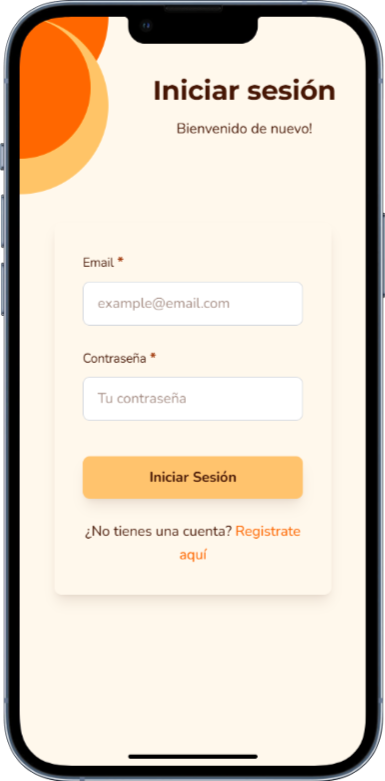 Iniciar sesión
Bienvenido de nuevo!
Email *
example@email.com
Contraseña *
Tu contraseña
Iniciar Sesión
¿No tienes una cuenta? Registrate
aquí